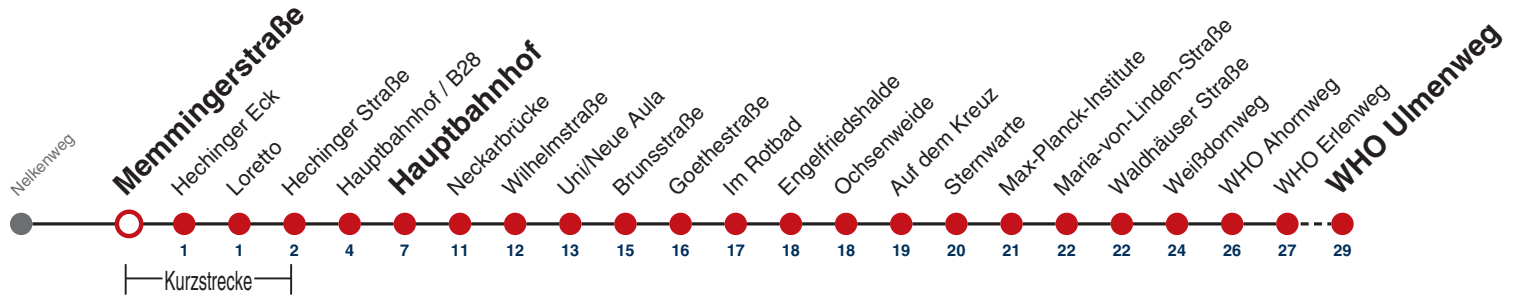 Nelkenweg
Memmingerstraße
Hechinger Eck
Loretto
Hechinger Straße
Hauptbahnhof / B28
Hauptbahnhof
Neckarbrücke
Wilhelmstraße
Uni/Neue Aula
Brunsstraße
Goethestraße
Im Rotbad
Engelfriedshalde
Ochsenweide
Auf dem Kreuz
Sternwarte
Max-Planck-Institute
Maria-von-Linden-Straße
Waldhäuser Straße
Weißdornweg
WHO Ahornweg
WHO Erlenweg
WHO Ulmenweg
1 1 2 4 7 11 12 13 15 16 17 18 18 19 20 21 22 22 24 26 27 29
Kurzstrecke